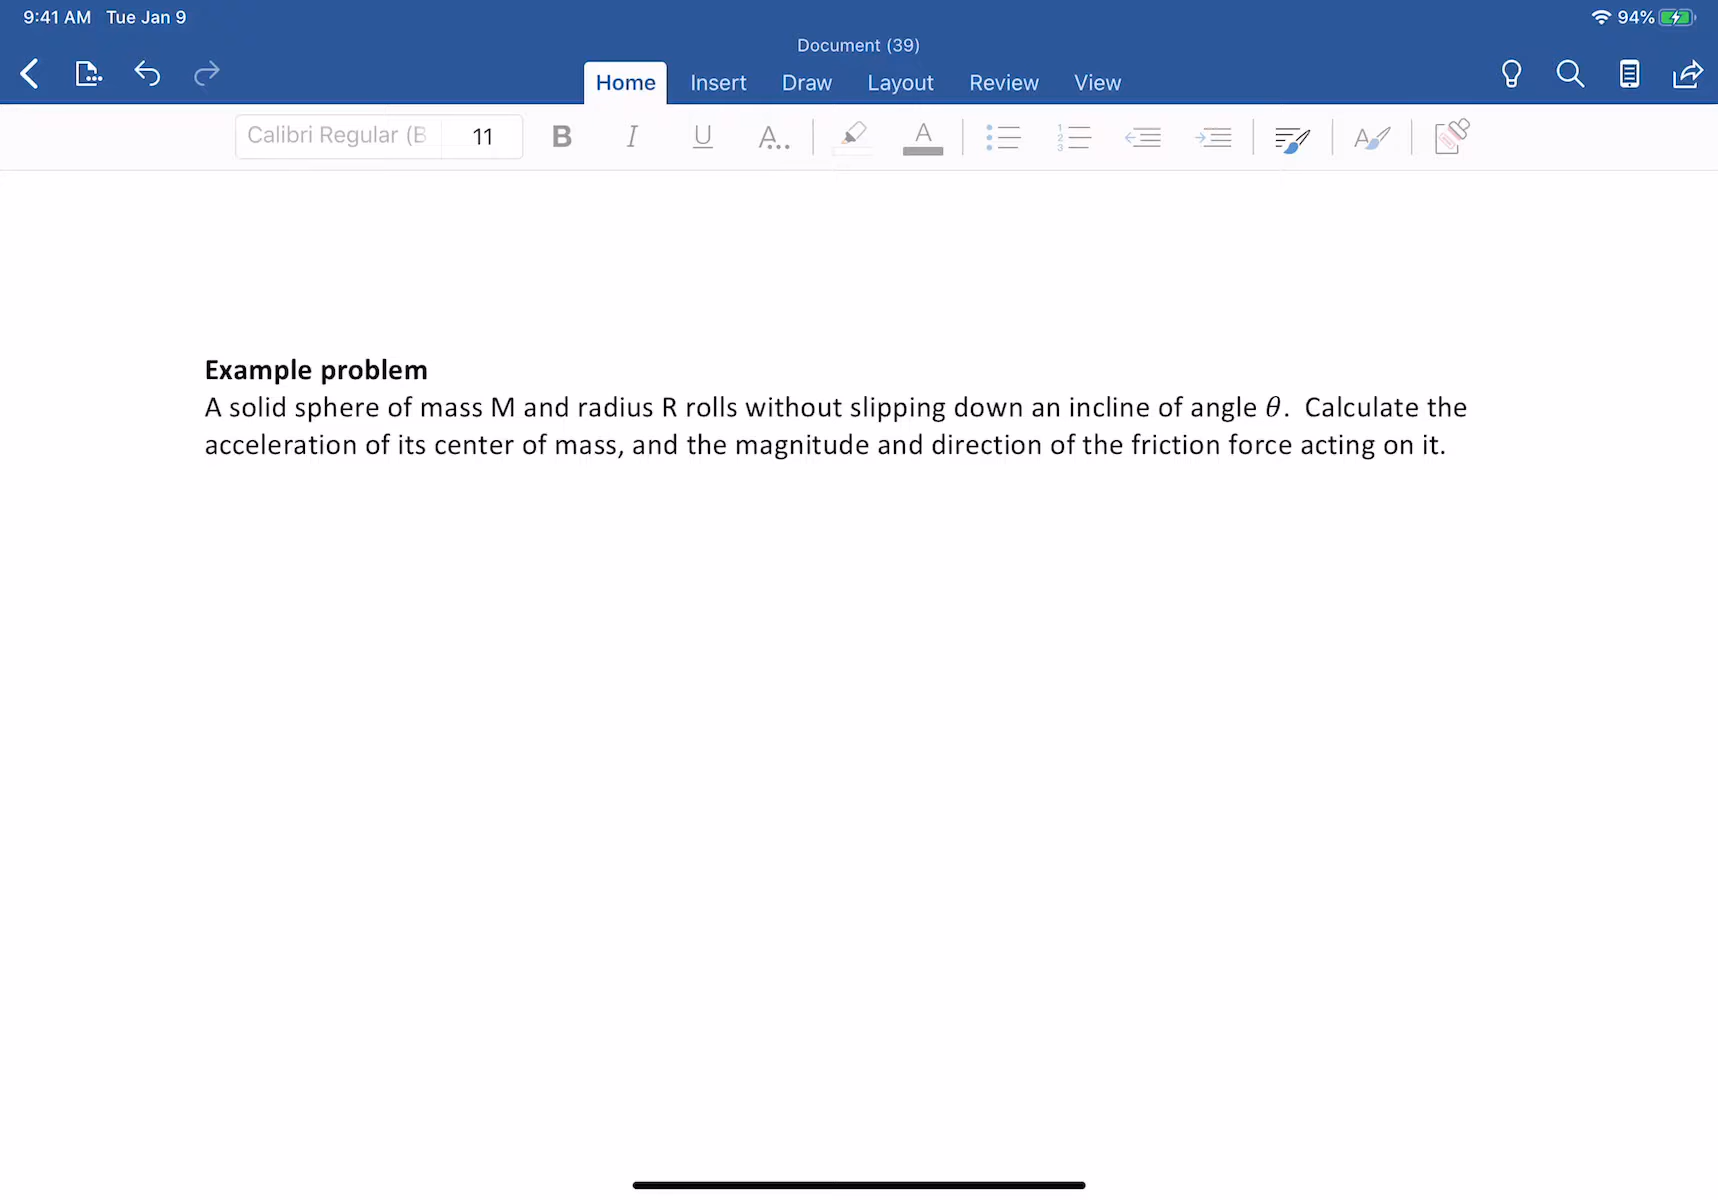 9:41 AM Tue Jan 9
94%
Document (39)
Home Insert Draw Layout Review View
Calibri Regular (B 11 B I U A... A A
Example problem
A solid sphere of mass M and radius R rolls without slipping down an incline of angle θ. Calculate the
acceleration of its center of mass, and the magnitude and direction of the friction force acting on it.